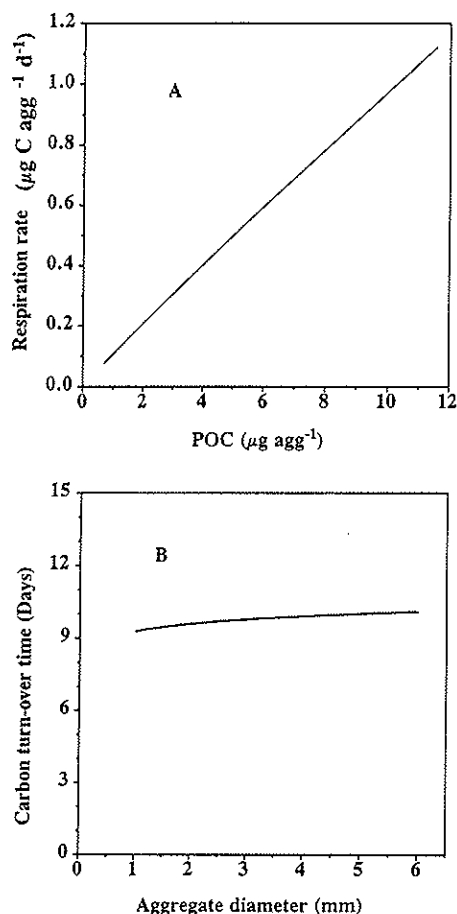 1.2
1.0
0.8
0.6
0.4
0.2
0.0
Respiration rate (µg C agg ⁻¹ d⁻¹)
A
0 2 4 6 8 10 12
POC (µg agg⁻¹)
15
12
9
6
3
0
Carbon turn-over time (Days)
B
0 1 2 3 4 5 6
Aggregate diameter (mm)